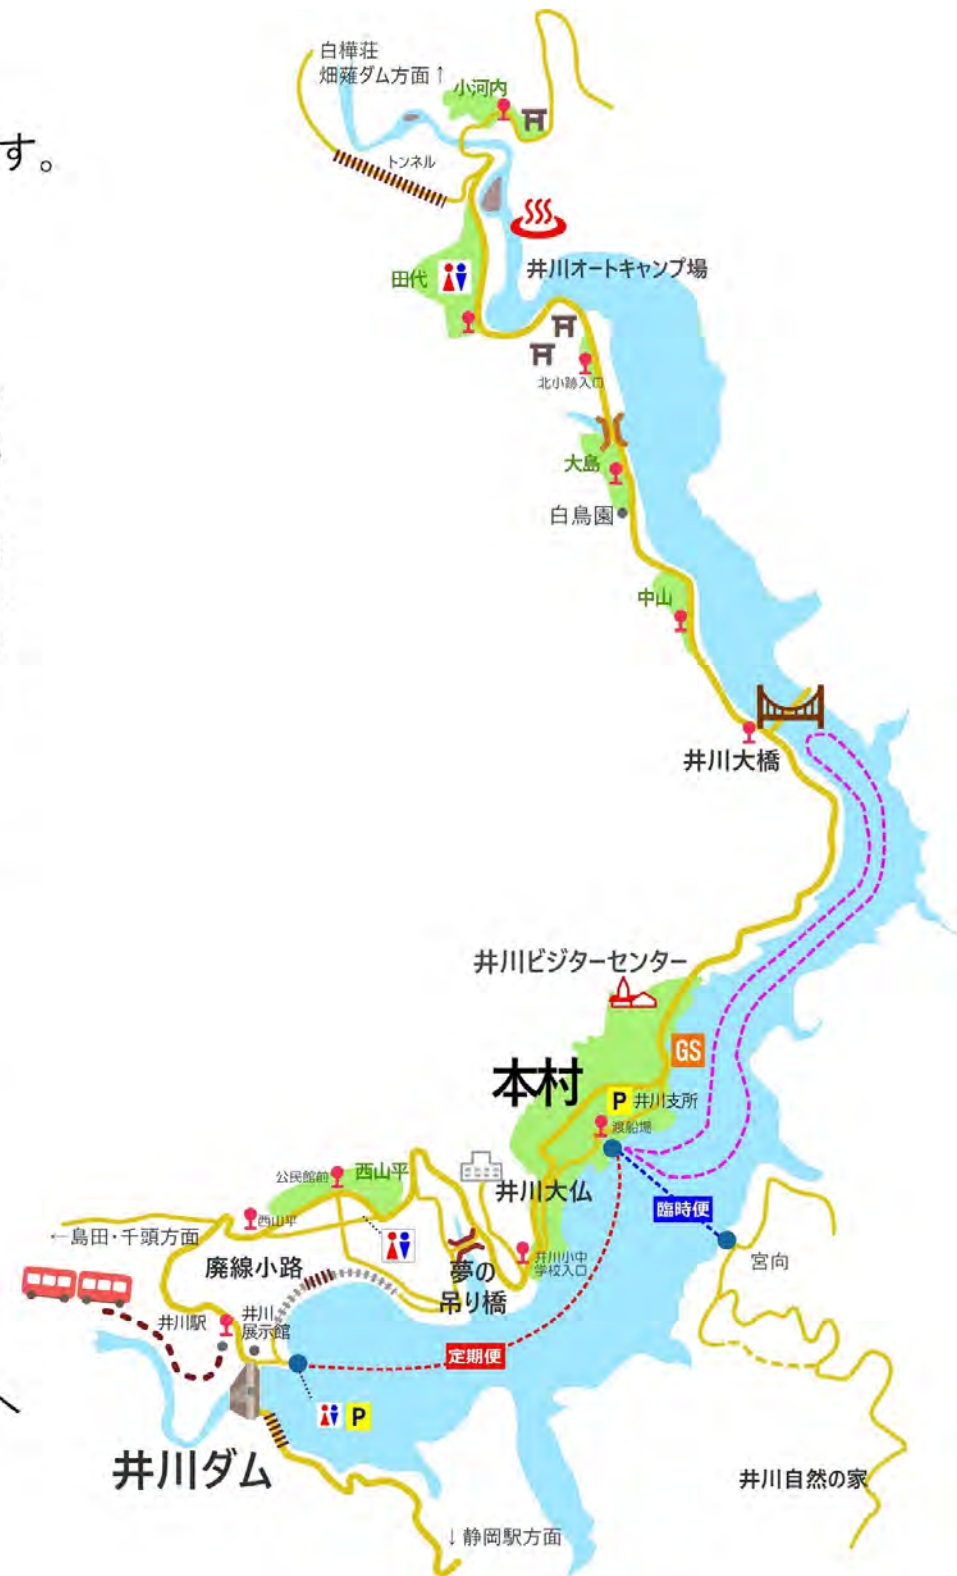 白樺荘
畑薙ダム方面↑
小河内
す。
トンネル
井川オートキャンプ場
田代
北小跡入口
大島
白鳥園
中山
井川大橋
井川ビジターセンター
GS
本村
P 井川支所
渡船場
公民館前
西山平
井川大仏
臨時便
西山平
←島田・千頭方面
井川小中
学校入口
宮向
廃線小路
夢の
吊り橋
井川駅
井川
展示館
定期便
P
へ
井川ダム
井川自然の家
↓静岡駅方面